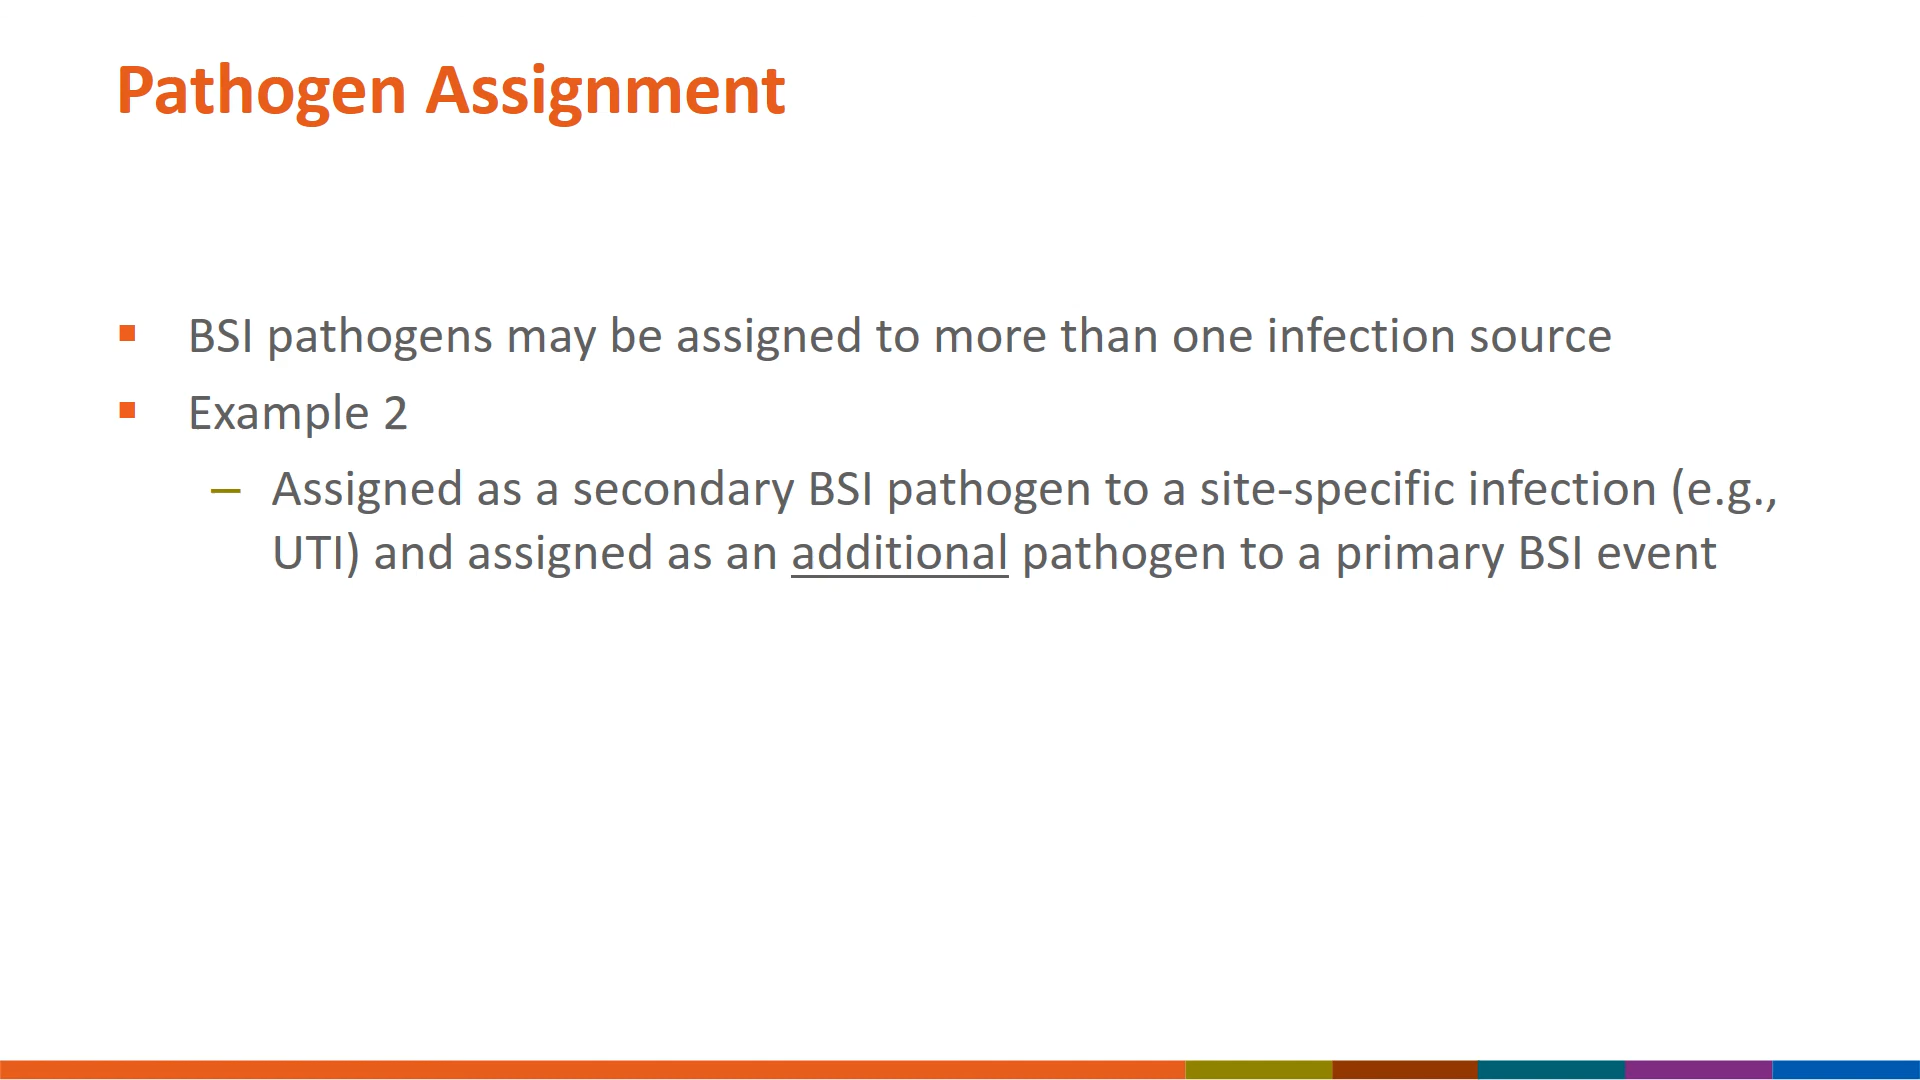 Pathogen Assignment
▪ BSI pathogens may be assigned to more than one infection source
▪ Example 2
– Assigned as a secondary BSI pathogen to a site-specific infection (e.g.,
UTI) and assigned as an additional pathogen to a primary BSI event